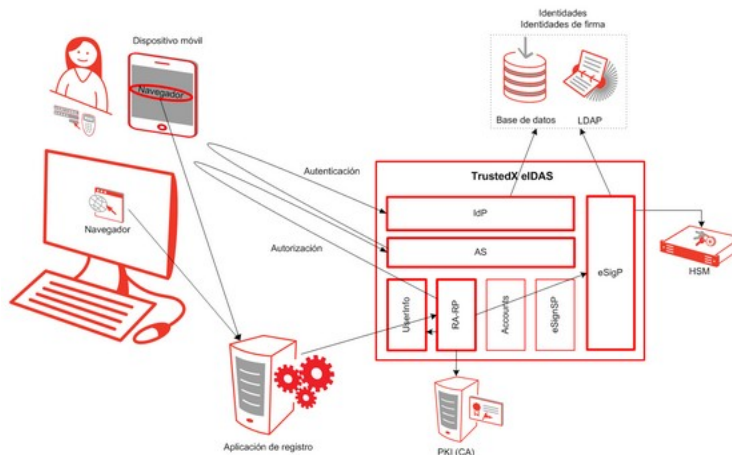 Identidades
Identidades de firma
Dispositivo móvil
Navegador
Base de datos
LDAP
Autenticación
TrustedX eIDAS
IdP
Navegador
Autorización
AS
eSigP
HSM
UserInfo
RA-RP
Accounts
eSignSP
Aplicación de registro
PKI (CA)